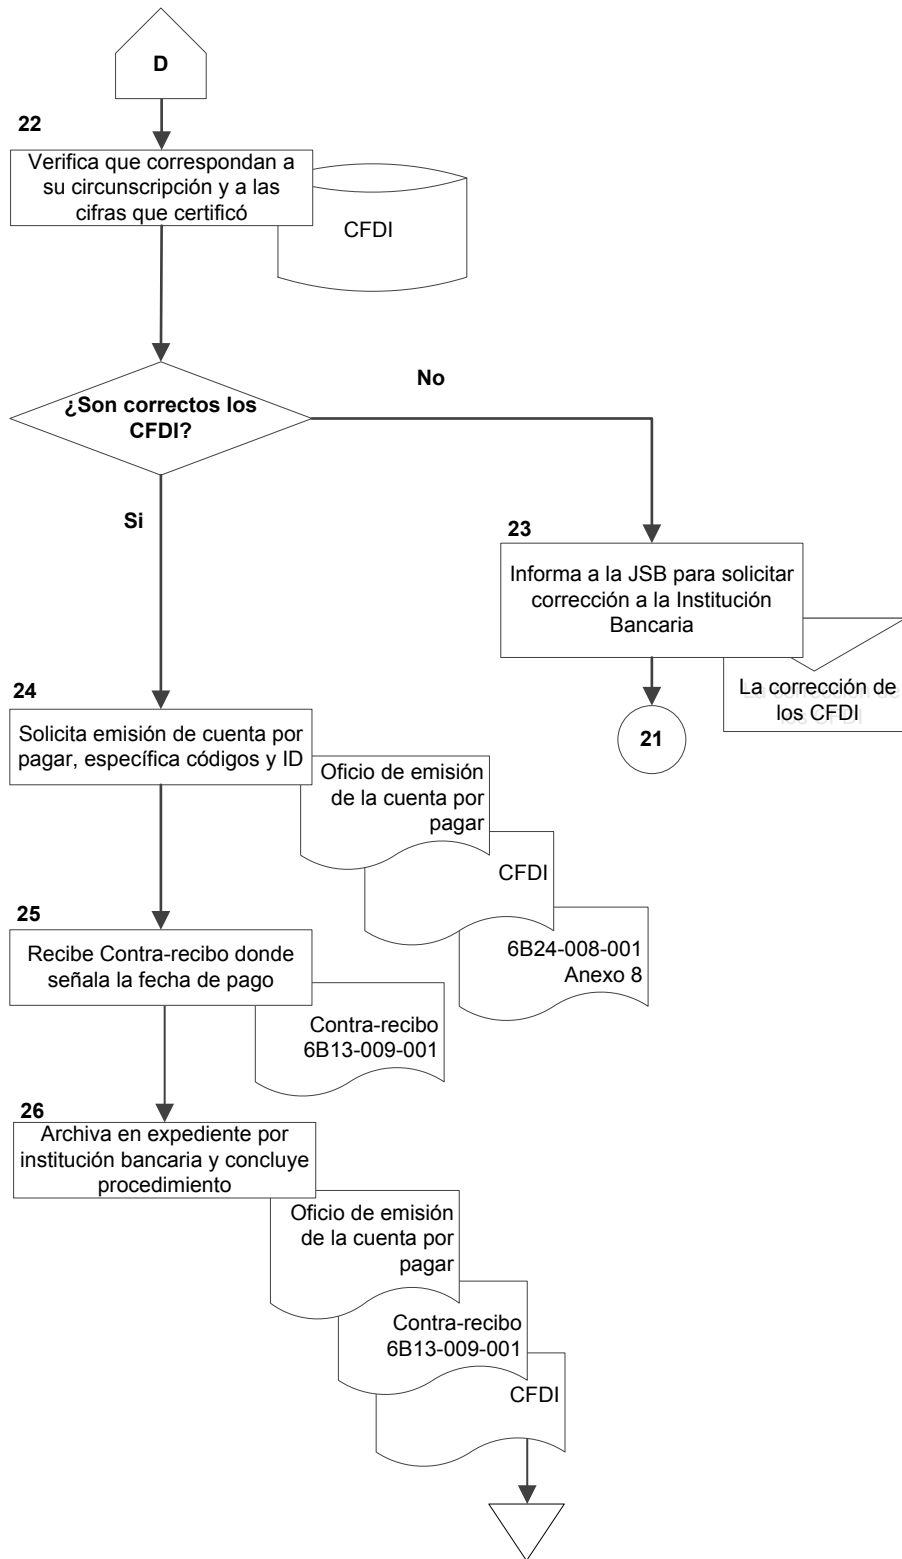 D
22
Verifica que correspondan a
su circunscripción y a las
cifras que certificó
CFDI
¿Son correctos los
CFDI?
No
Si
23
Informa a la JSB para solicitar
corrección a la Institución
Bancaria
La corrección de
los CFDI
21
24
Solicita emisión de cuenta por
pagar, específica códigos y ID
Oficio de emisión
de la cuenta por
pagar
CFDI
6B24-008-001
Anexo 8
25
Recibe Contra-recibo donde
señala la fecha de pago
Contra-recibo
6B13-009-001
26
Archiva en expediente por
institución bancaria y concluye
procedimiento
Oficio de emisión
de la cuenta por
pagar
Contra-recibo
6B13-009-001
CFDI